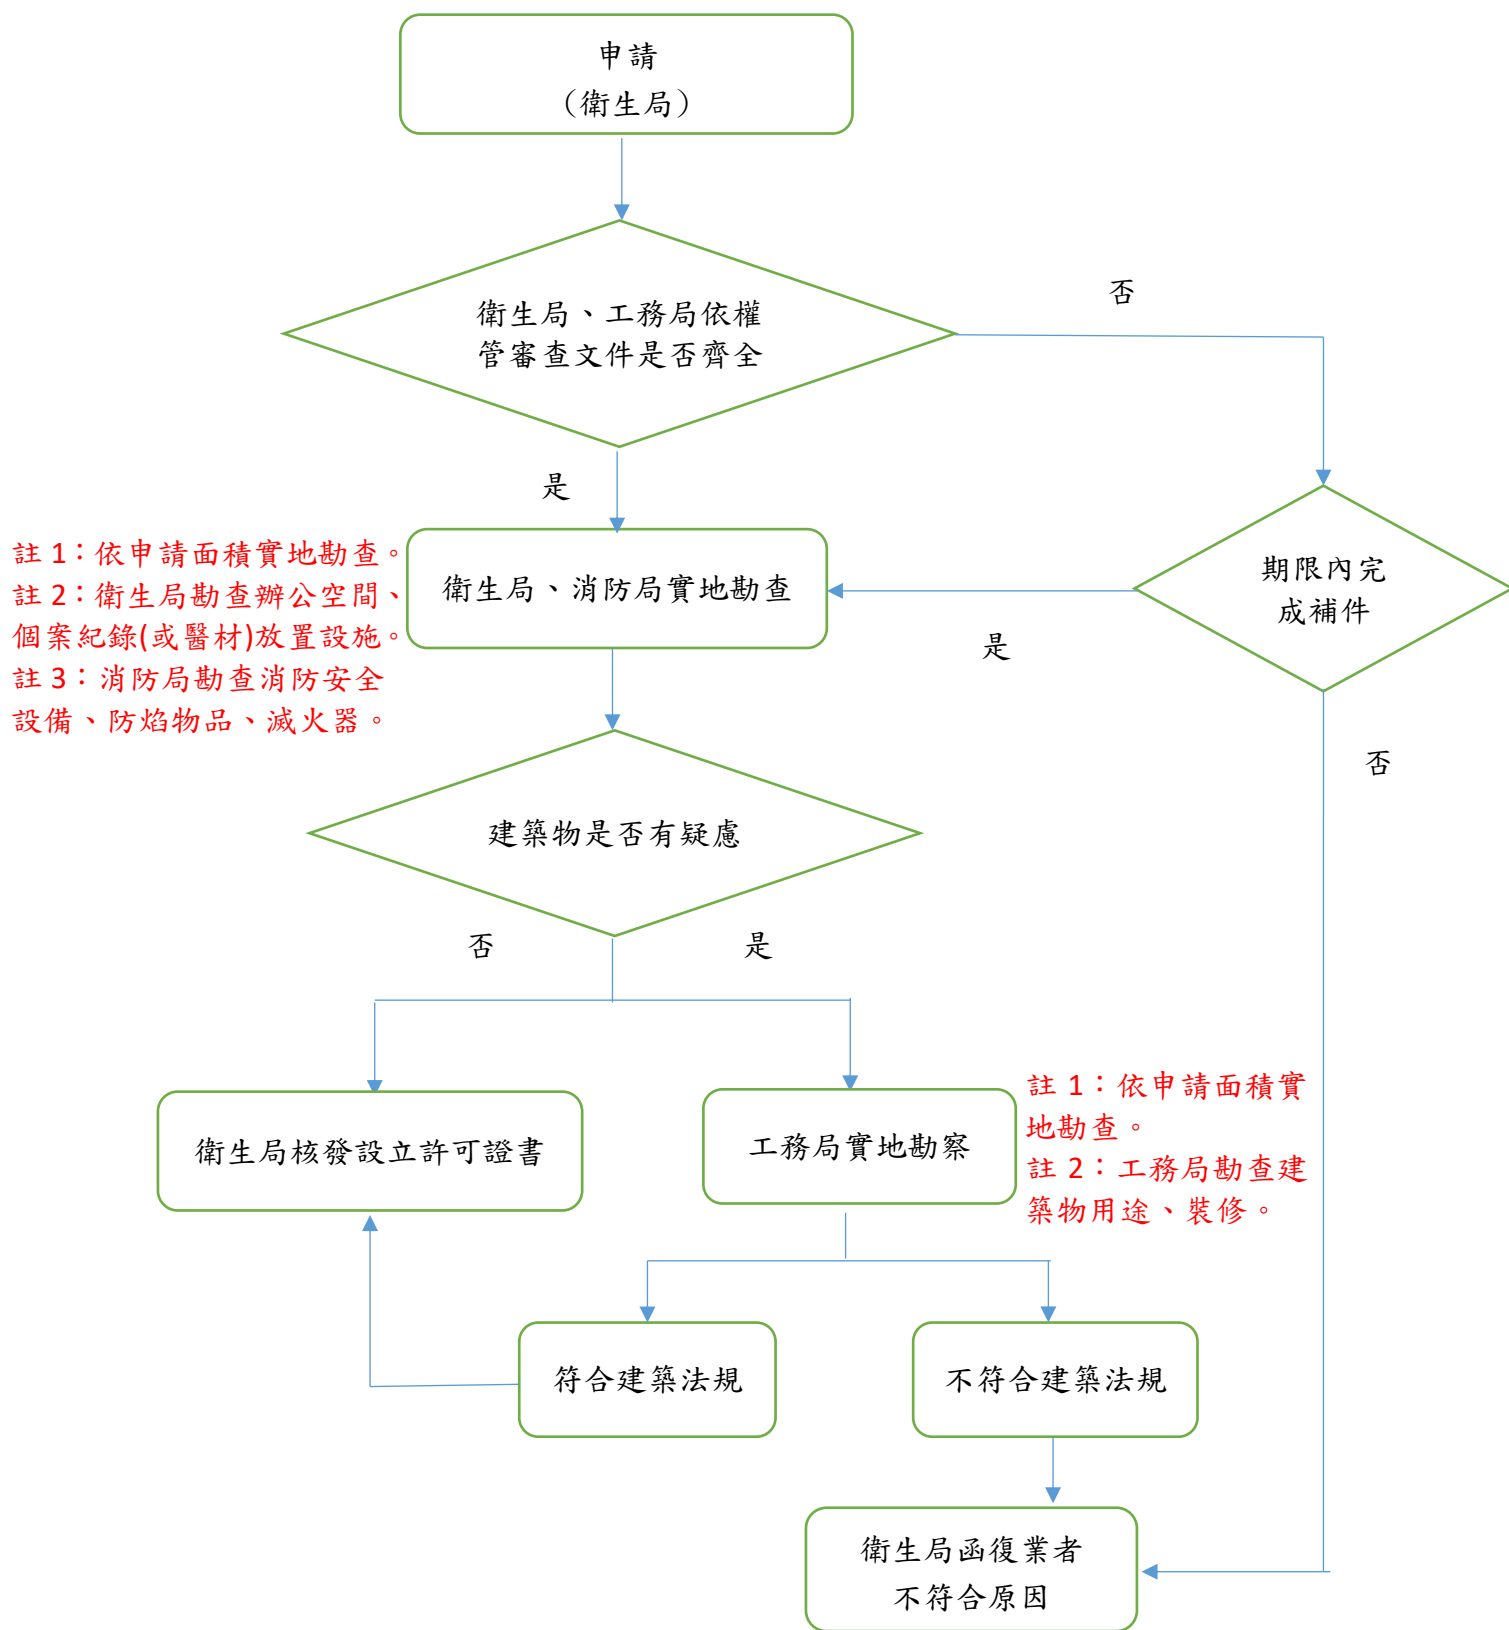 申請
（衛生局）
否
衛生局、工務局依權
管審查文件是否齊全
是
註 1：依申請面積實地勘查。
註 2：衛生局勘查辦公空間、
個案紀錄(或醫材)放置設施。
註 3：消防局勘查消防安全
設備、防焰物品、滅火器。
衛生局、消防局實地勘查
期限內完
成補件
是
否
建築物是否有疑慮
否
是
衛生局核發設立許可證書
工務局實地勘察
註 1：依申請面積實
地勘查。
註 2：工務局勘查建
築物用途、裝修。
符合建築法規
不符合建築法規
衛生局函復業者
不符合原因